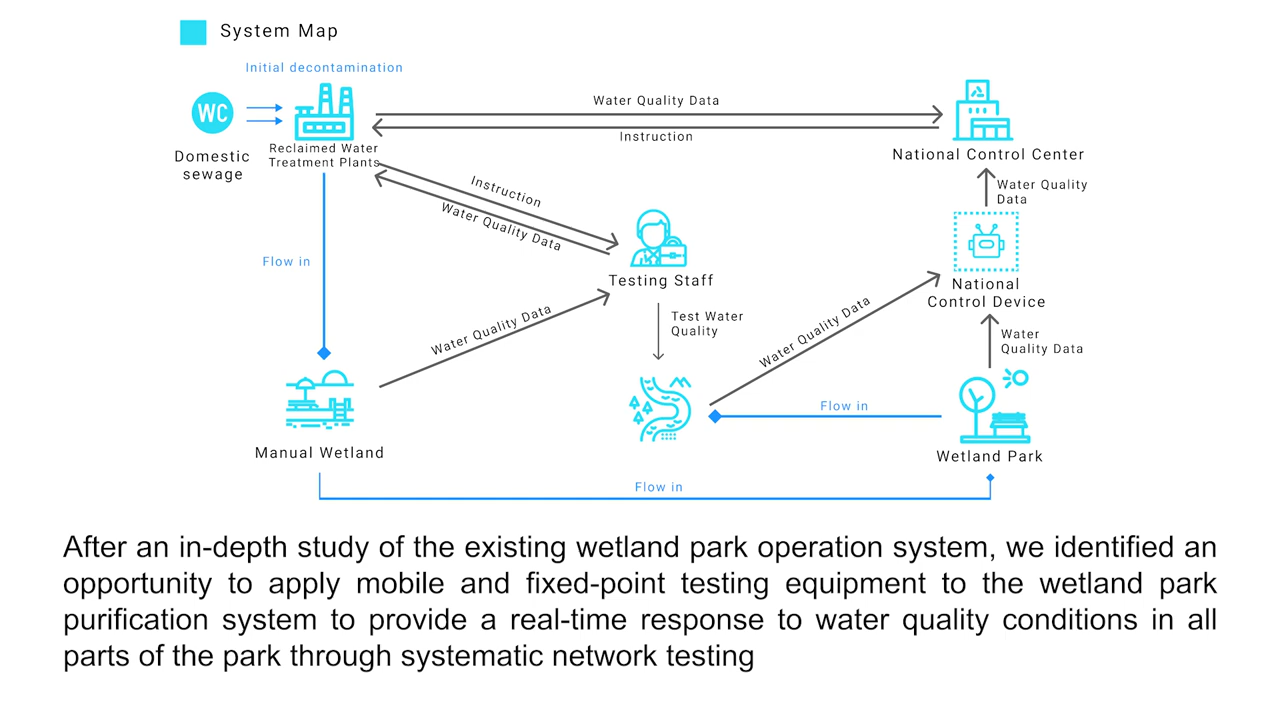 System Map
Initial decontamination
WC
Domestic
sewage
Reclaimed Water
Treatment Plants
Water Quality Data
Instruction
National Control Center
Water Quality
Data
Instruction
Water Quality Data
Testing Staff
National
Control Device
Flow in
Water Quality Data
Test Water
Quality
Water Quality Data
Water
Quality Data
Flow in
Manual Wetland
Wetland Park
Flow in
After an in-depth study of the existing wetland park operation system, we identified an
opportunity to apply mobile and fixed-point testing equipment to the wetland park
purification system to provide a real-time response to water quality conditions in all
parts of the park through systematic network testing